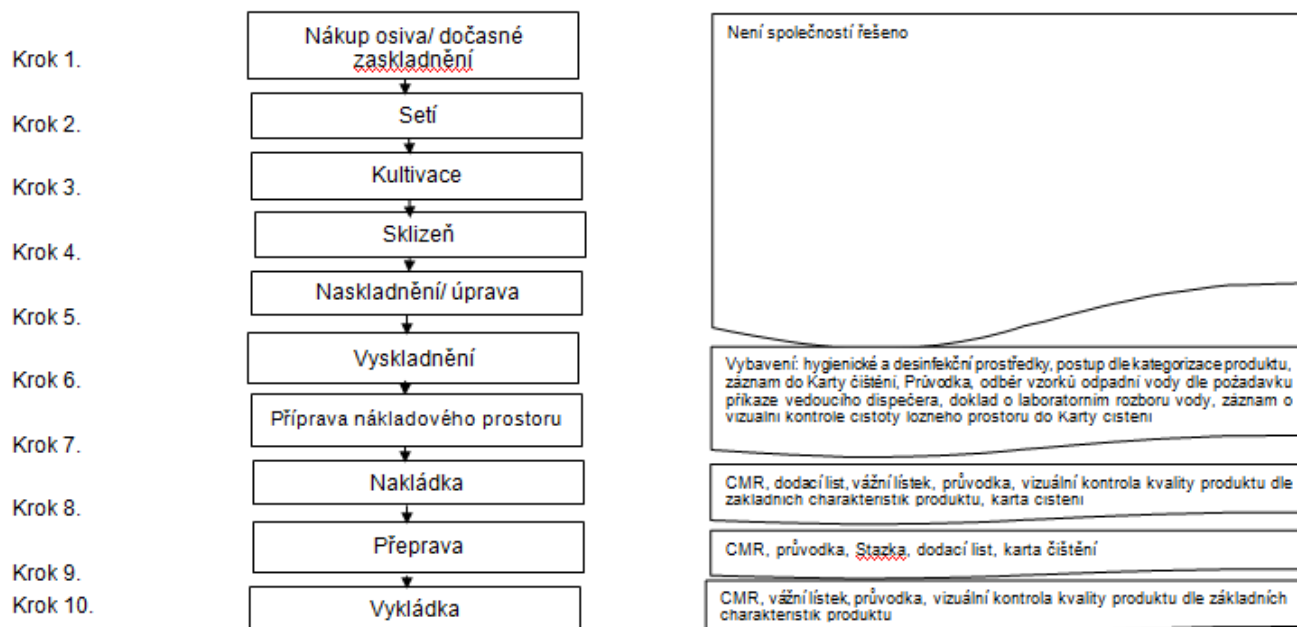 Krok 1.
Nákup osiva/ dočasné
zaskladnění
Není společností řešeno
Krok 2.
Setí
Krok 3.
Kultivace
Krok 4.
Sklizeň
Krok 5.
Naskladnění/ úprava
Krok 6.
Vyskladnění
Vybavení: hygienické a desinfekční prostředky, postup dle kategorizace produktu,
záznam do Karty čištění, Průvodka, odběr vzorků odpadní vody dle požadavku
příkaze vedoucího dispečera, doklad o laboratorním rozboru vody, záznam o
vizualni kontrole cistoty lozneho prostoru do Karty cisteni
Krok 7.
Příprava nákladového prostoru
Krok 8.
Nakládka
CMR, dodací list, vážní lístek, průvodka, vizuální kontrola kvality produktu dle
zakladnich charakteristik produktu, karta cisteni
Krok 9.
Přeprava
CMR, průvodka, Stazka, dodací list, karta čištění
Krok 10.
Vykládka
CMR, vážní lístek, průvodka, vizuální kontrola kvality produktu dle základních
charakteristik produktu